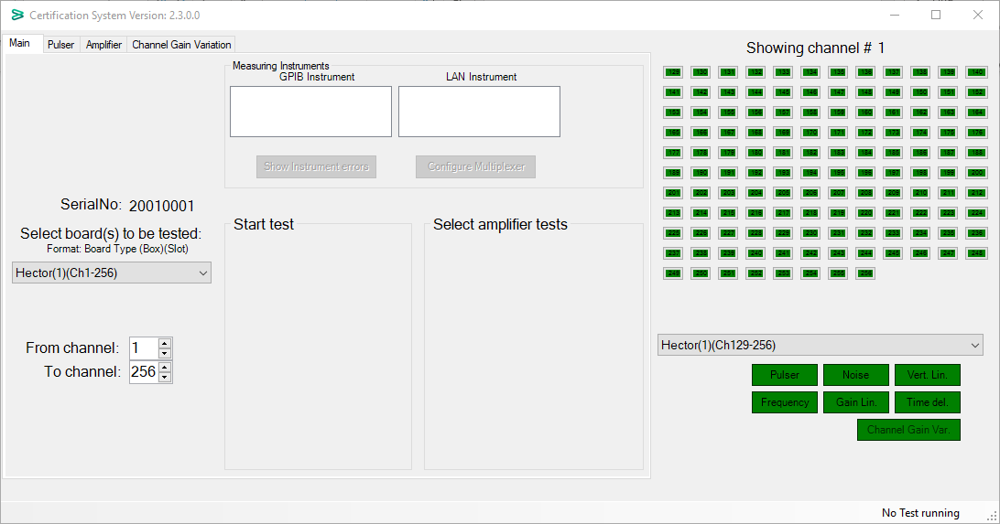 Certification System Version: 2.3.0.0
Main Pulser Amplifier Channel Gain Variation
Measuring Instruments
GPIB Instrument LAN Instrument
Show Instrument errors Configure Multiplexer
SerialNo: 20010001
Select board(s) to be tested:
Format: Board Type (Box)(Slot)
Hector(1)(Ch1-256)
From channel: 1
To channel: 256
Start test
Select amplifier tests
Showing channel # 1
129 130 131 132 133 134 135 136 137 138 139 140
141 142 143 144 145 146 147 148 149 150 151 152
153 154 155 156 157 158 159 160 161 162 163 164
165 166 167 168 169 170 171 172 173 174 175 176
177 178 179 180 181 182 183 184 185 186 187 188
189 190 191 192 193 194 195 196 197 198 199 200
201 202 203 204 205 206 207 208 209 210 211 212
213 214 215 216 217 218 219 220 221 222 223 224
225 226 227 228 229 230 231 232 233 234 235 236
237 238 239 240 241 242 243 244 245 246 247 248
249 250 251 252 253 254 255 256
Hector(1)(Ch129-256)
Pulser Noise Vert. Lin.
Frequency Gain Lin. Time del.
Channel Gain Var.
No Test running